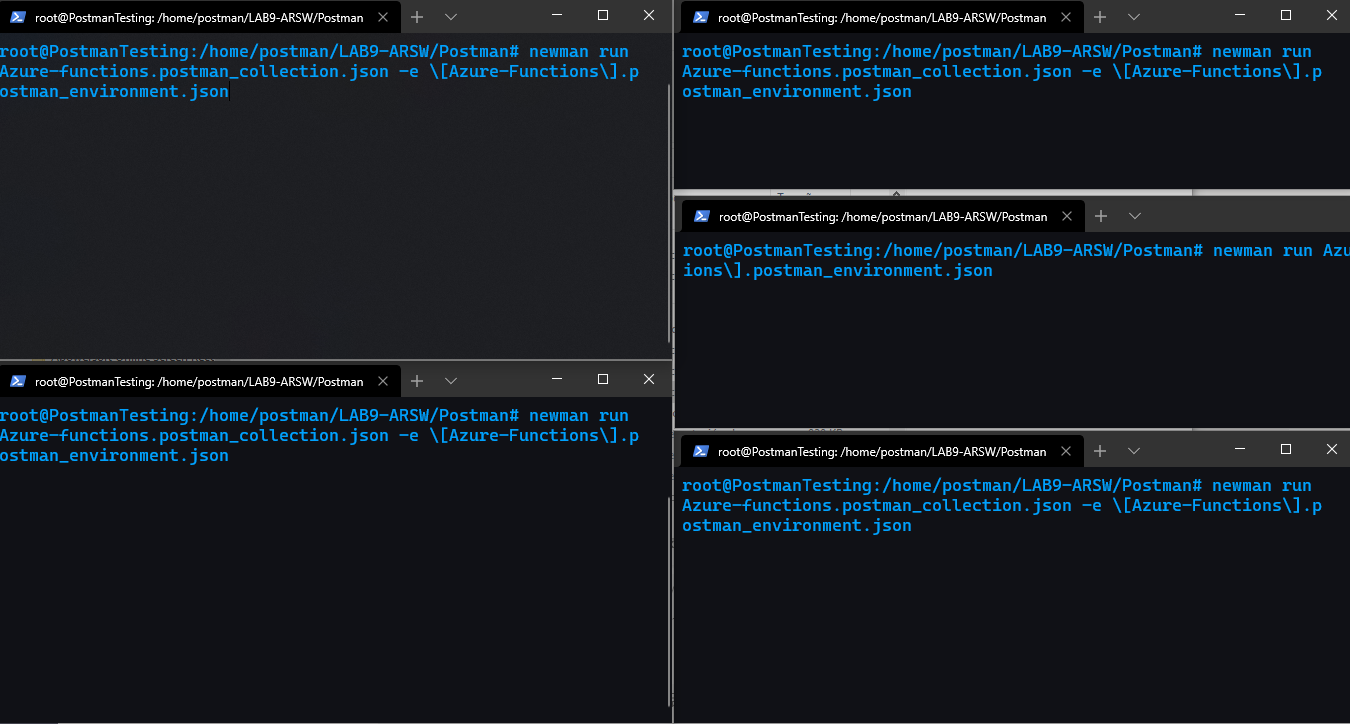 root@PostmanTesting: /home/postman/LAB9-ARSW/Postman
root@PostmanTesting:/home/postman/LAB9-ARSW/Postman# newman run
Azure-functions.postman_collection.json -e \[Azure-Functions\].p
ostman_environment.json
root@PostmanTesting: /home/postman/LAB9-ARSW/Postman
root@PostmanTesting:/home/postman/LAB9-ARSW/Postman# newman run
Azure-functions.postman_collection.json -e \[Azure-Functions\].p
ostman_environment.json
root@PostmanTesting: /home/postman/LAB9-ARSW/Postman
root@PostmanTesting:/home/postman/LAB9-ARSW/Postman# newman run
Azure-functions.postman_collection.json -e \[Azure-Functions\].p
ostman_environment.json
root@PostmanTesting: /home/postman/LAB9-ARSW/Postman
root@PostmanTesting:/home/postman/LAB9-ARSW/Postman# newman run Azu
ions\].postman_environment.json
root@PostmanTesting: /home/postman/LAB9-ARSW/Postman
root@PostmanTesting:/home/postman/LAB9-ARSW/Postman# newman run
Azure-functions.postman_collection.json -e \[Azure-Functions\].p
ostman_environment.json